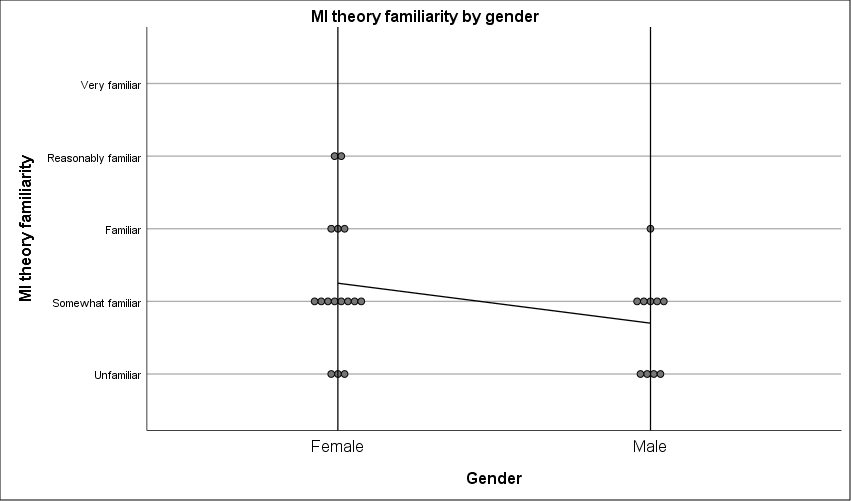 MI theory familiarity by gender
MI theory familiarity
Very familiar
Reasonably familiar
Familiar
Somewhat familiar
Unfamiliar
Female
Male
Gender